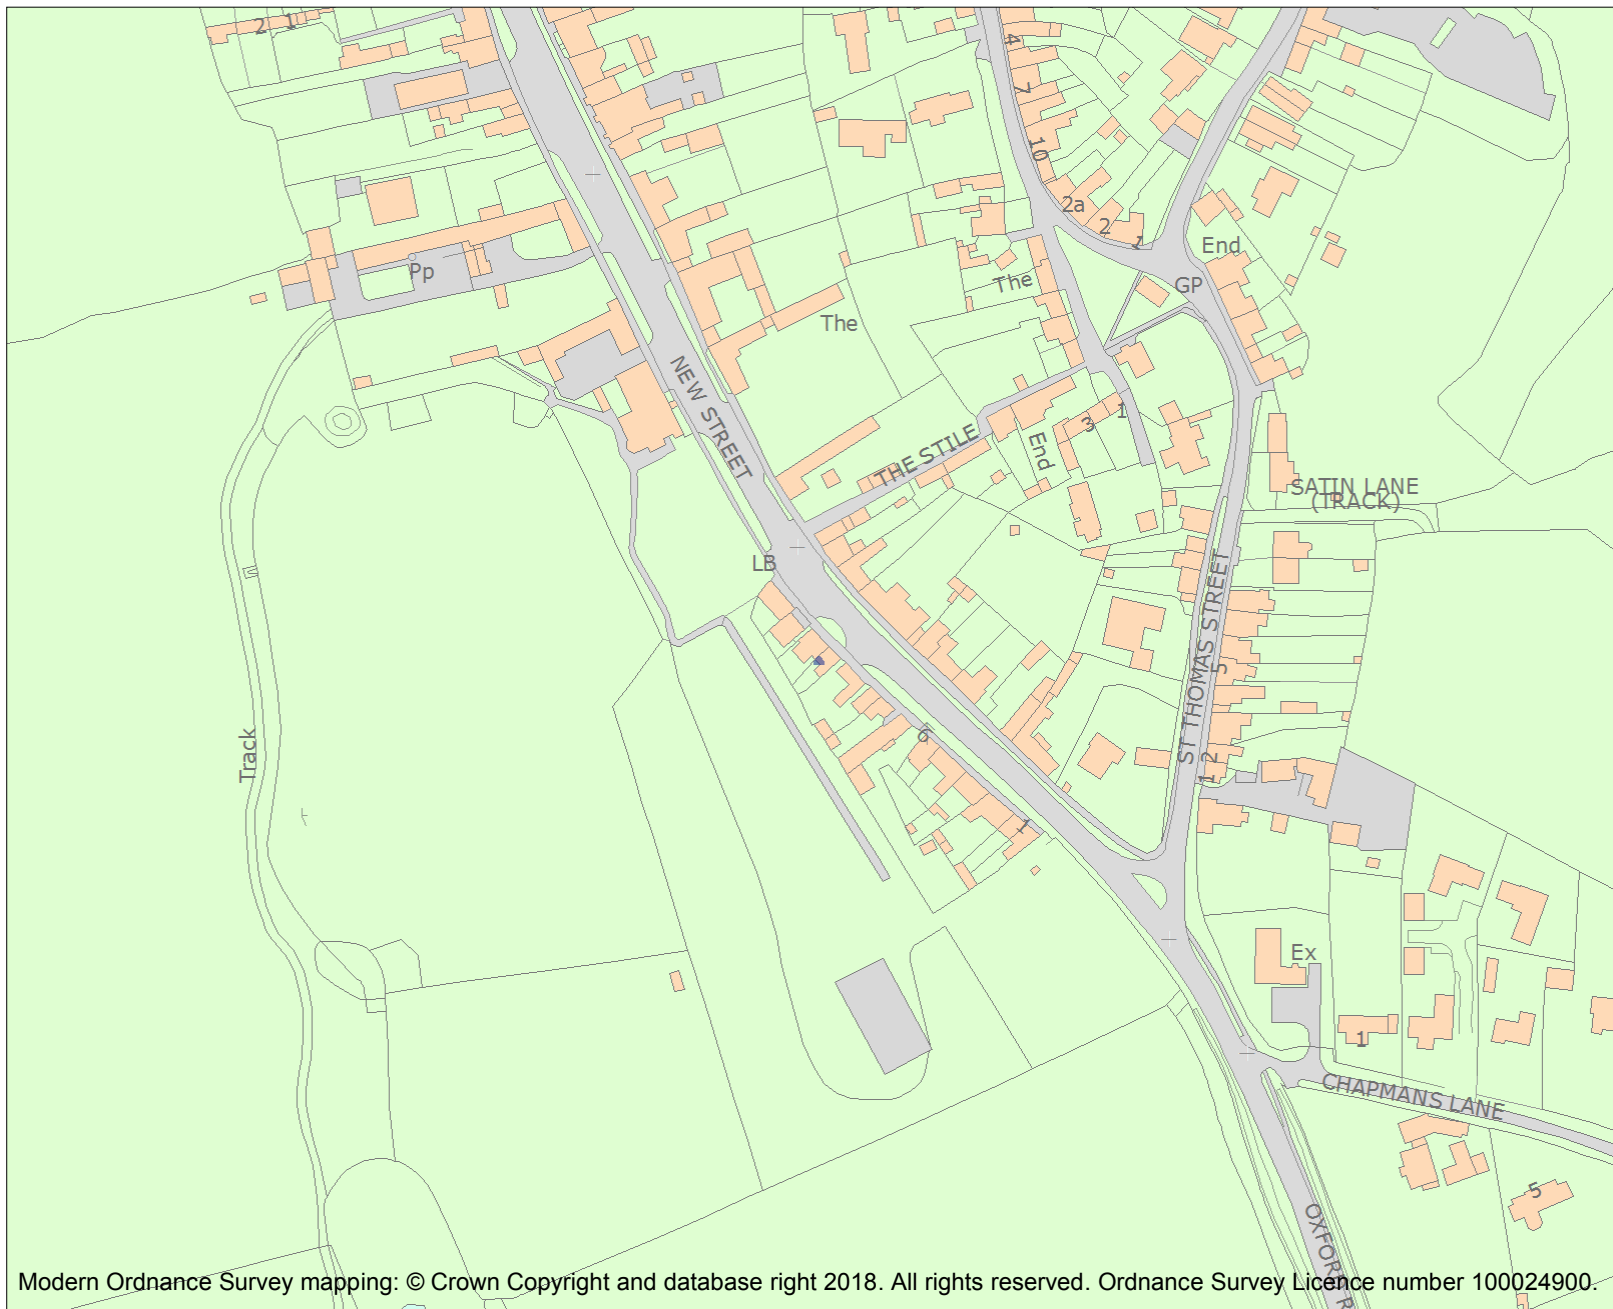 2 1
4
7
10
2a
2
1
End
Pp
The
GP
The
NEW STREET
1
3
THE STILE
End
SATIN LANE
(TRACK)
LB
ST THOMAS STREET
5
Track
6
2
1
1
Ex
1
CHAPMANS LANE
5
OXFORD R
Modern Ordnance Survey mapping: © Crown Copyright and database right 2018. All rights reserved. Ordnance Survey Licence number 100024900.